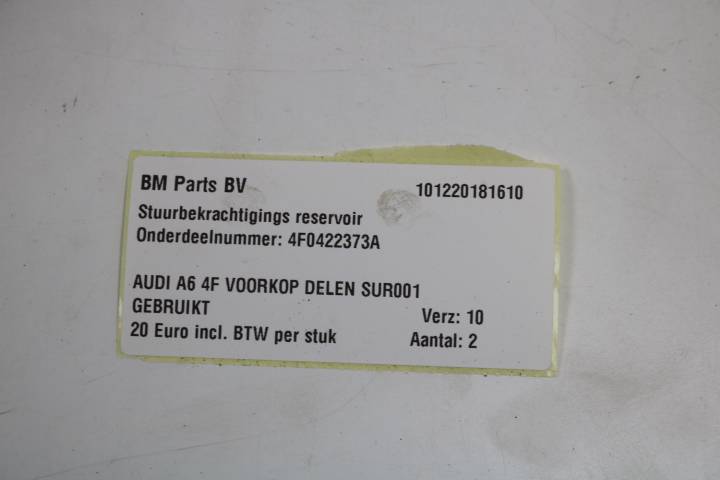 BM Parts BV 101220181610
Stuurbekrachtigings reservoir
Onderdeelnummer: 4F0422373A
AUDI A6 4F VOORKOP DELEN SUR001
GEBRUIKT Verz: 10
20 Euro incl. BTW per stuk Aantal: 2